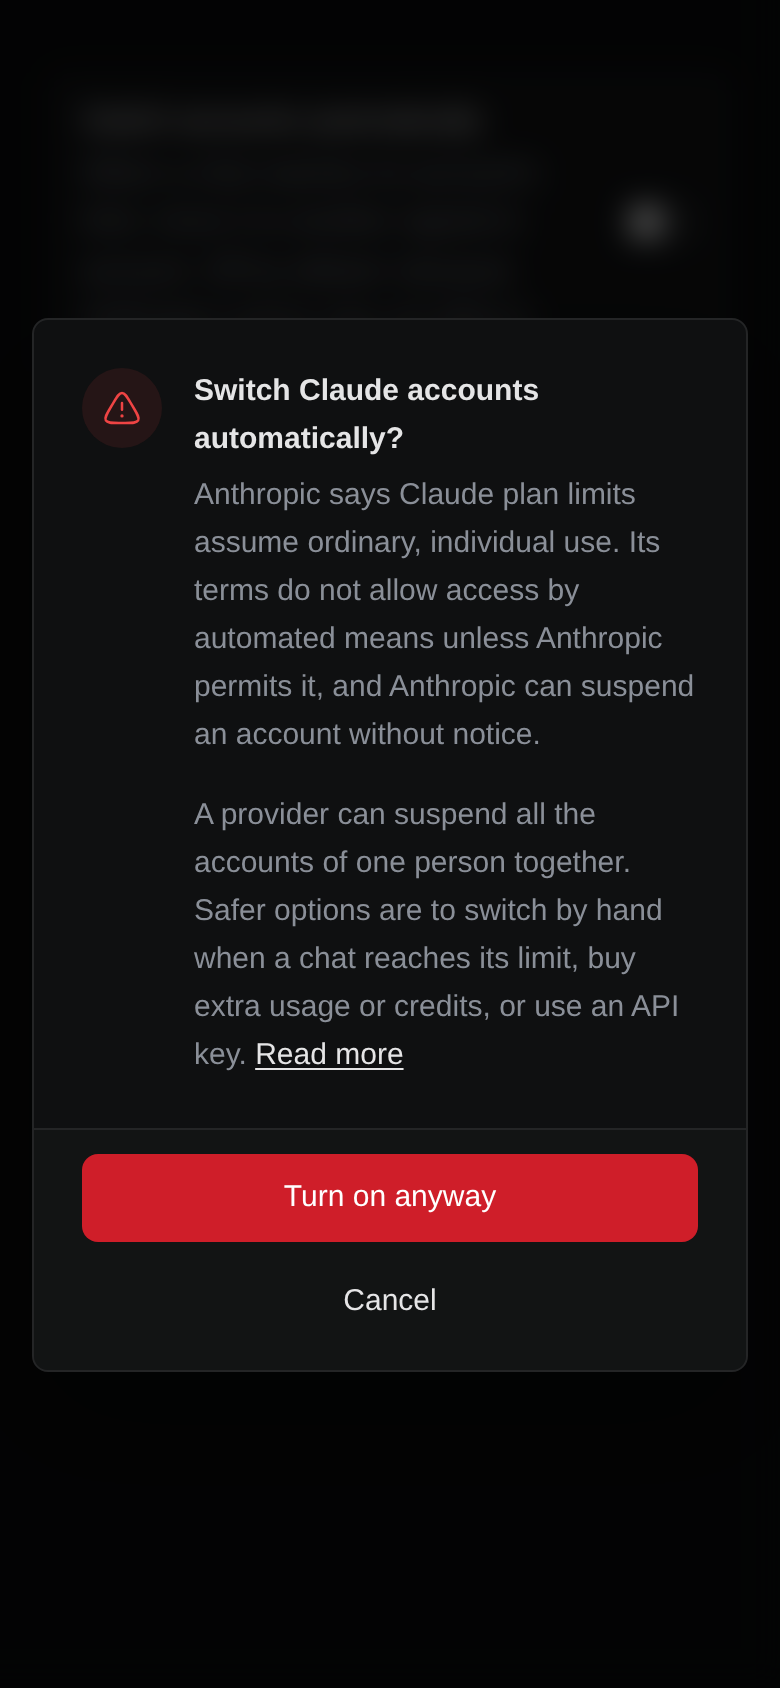 Switch Claude accounts
automatically?
Anthropic says Claude plan limits
assume ordinary, individual use. Its
terms do not allow access by
automated means unless Anthropic
permits it, and Anthropic can suspend
an account without notice.
A provider can suspend all the
accounts of one person together.
Safer options are to switch by hand
when a chat reaches its limit, buy
extra usage or credits, or use an API
key. Read more
Turn on anyway
Cancel